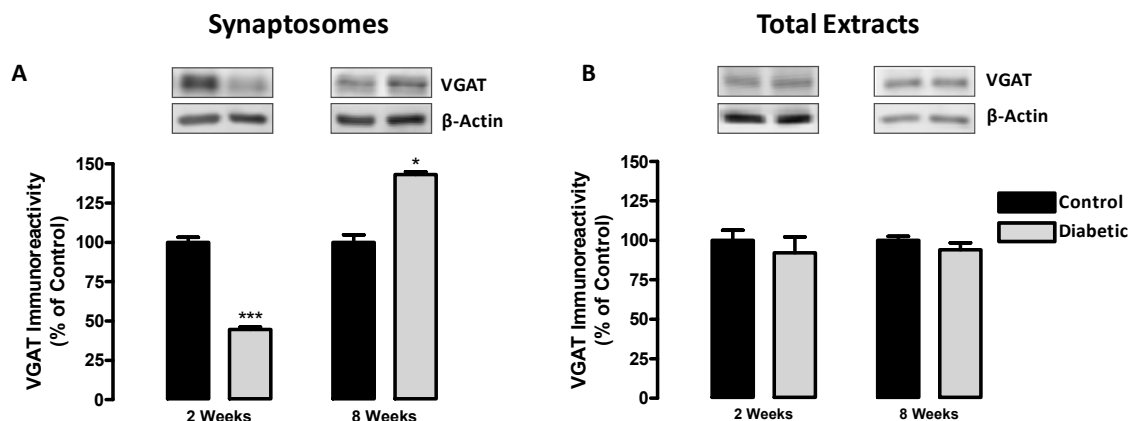 Synaptosomes
Total Extracts
A
VGAT
β-Actin
VGAT Immunoreactivity
(% of Control)
150
125
100
75
50
25
0
***
*
2 Weeks
8 Weeks
B
VGAT
β-Actin
VGAT Immunoreactivity
(% of Control)
150
125
100
75
50
25
0
2 Weeks
8 Weeks
Control
Diabetic